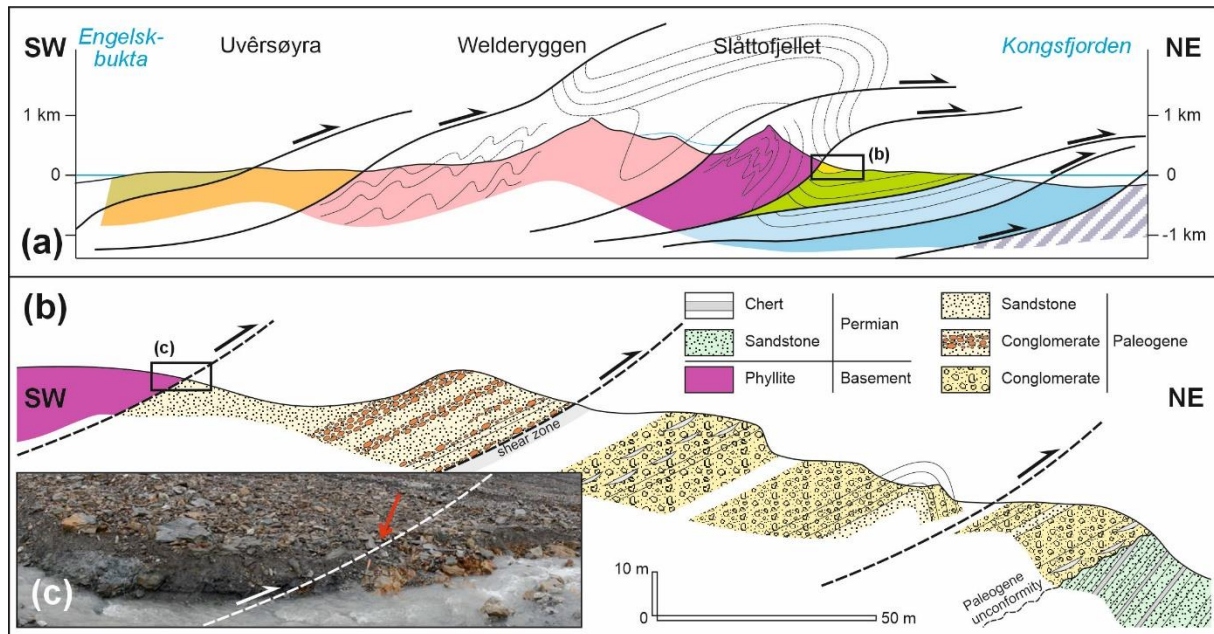 SW
Engelsk-
bukta
Uvêrsøyra
Welderyggen
Slåttofjellet
Kongsfjorden
NE
1 km
1 km
(b)
0
0
-1 km
(a)
(b)
Chert
Sandstone
Permian
Phyllite
Basement
Sandstone
Conglomerate
Conglomerate
Paleogene
(c)
SW
NE
shear zone
(c)
10 m
0
50 m
Paleogene
unconformity